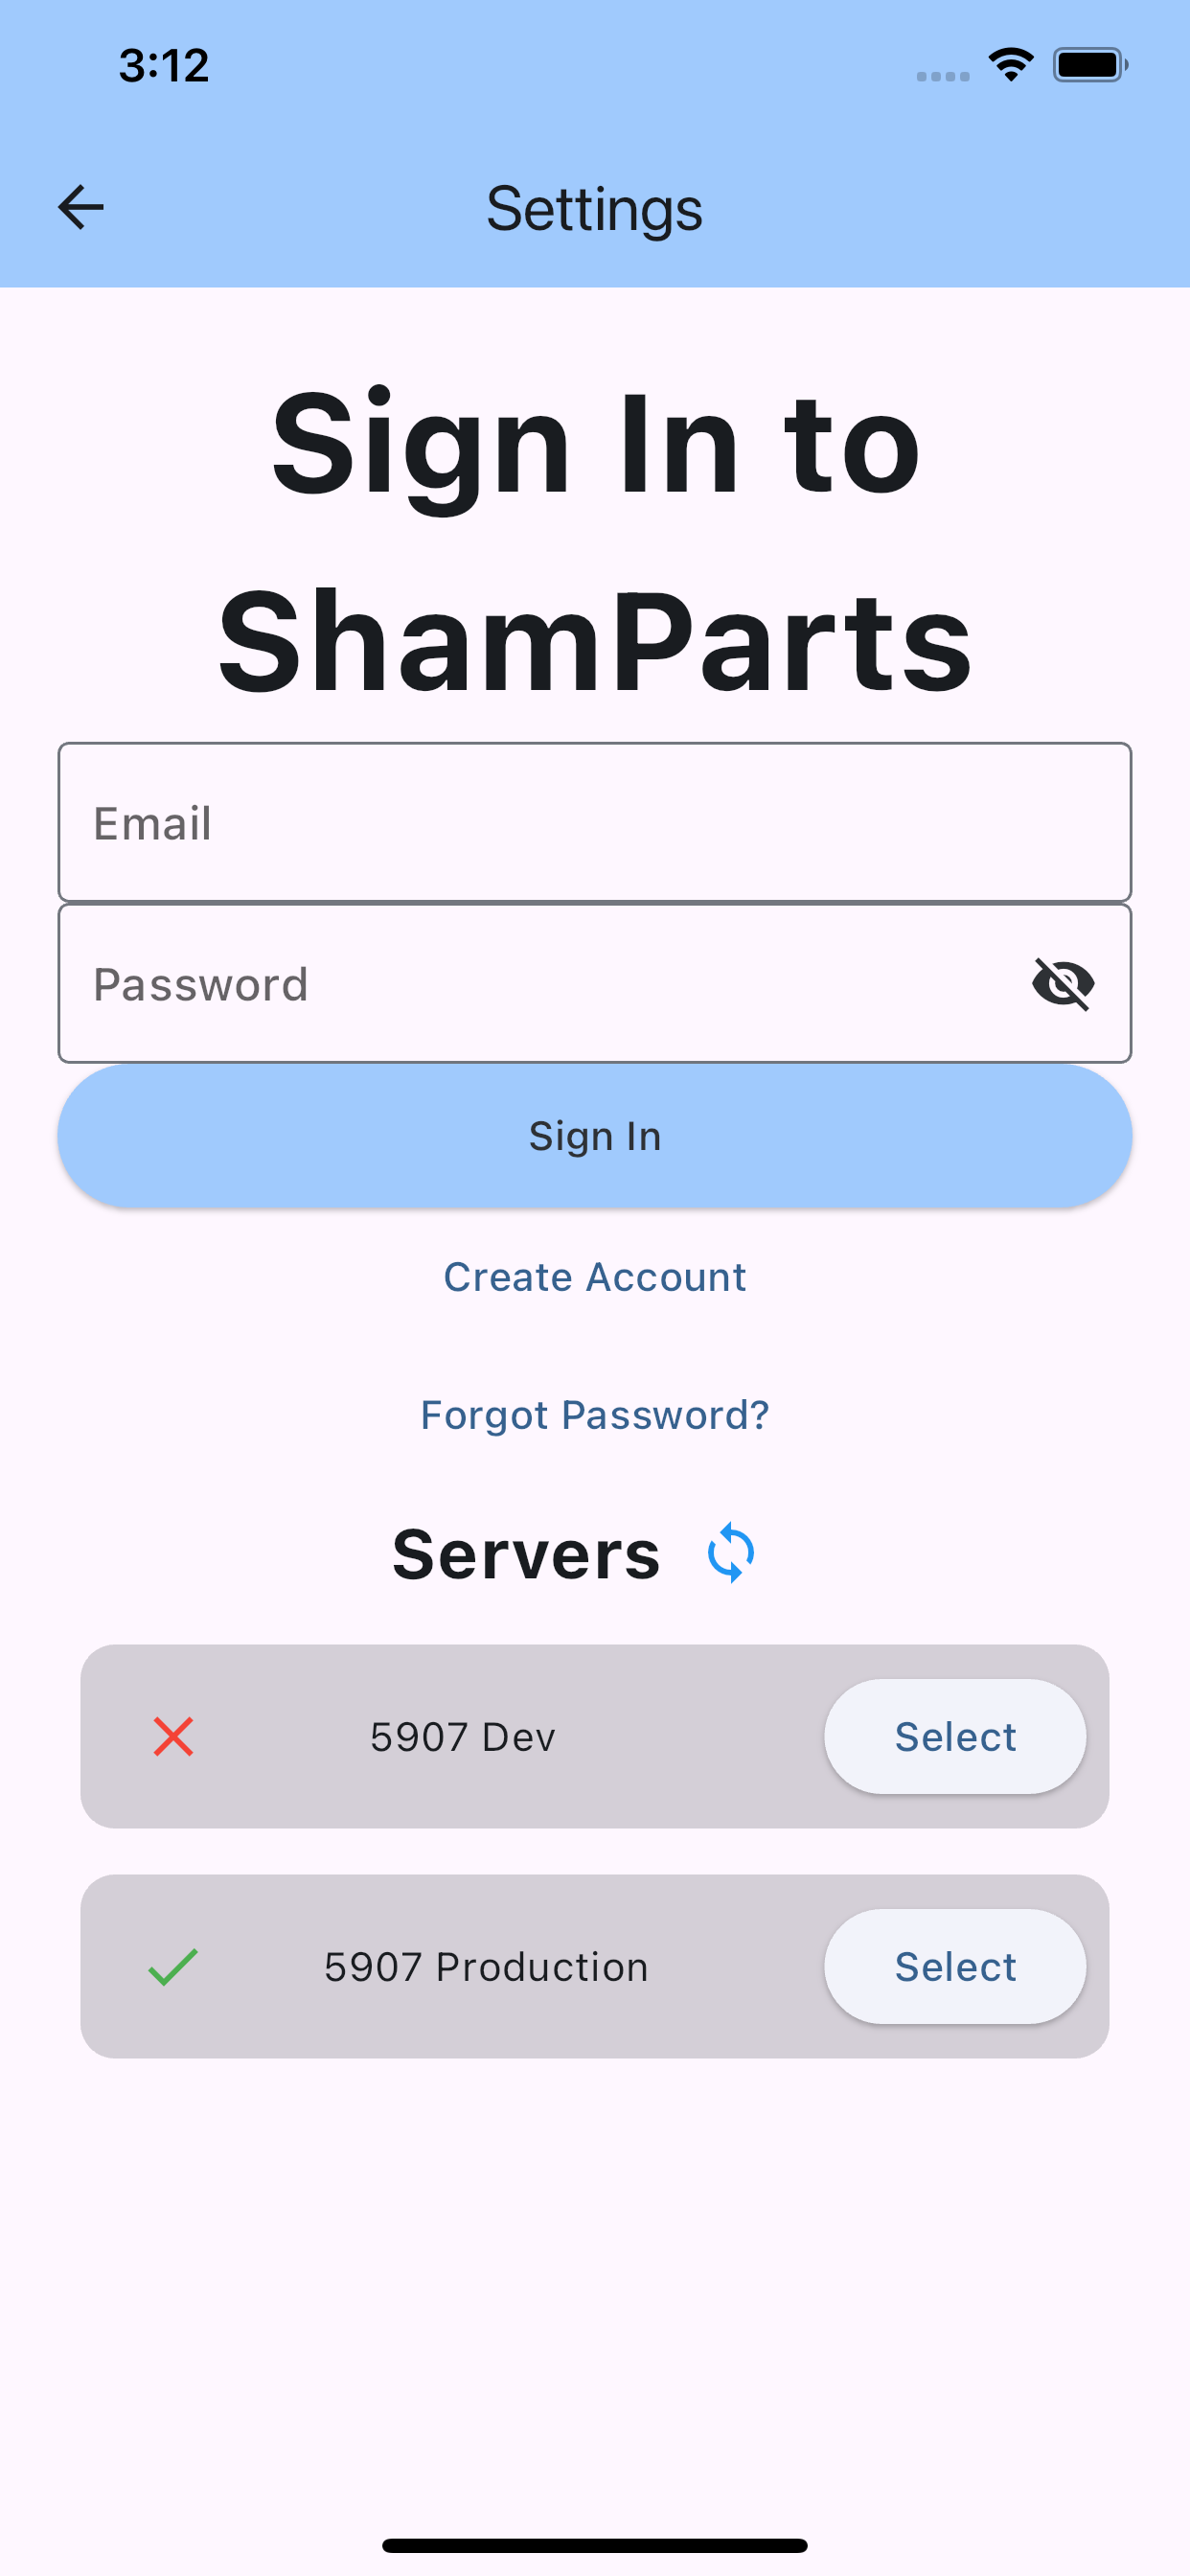 3:12
Settings
Sign In to
ShamParts
Email
Password
Sign In
Create Account
Forgot Password?
Servers
5907 Dev
Select
5907 Production
Select